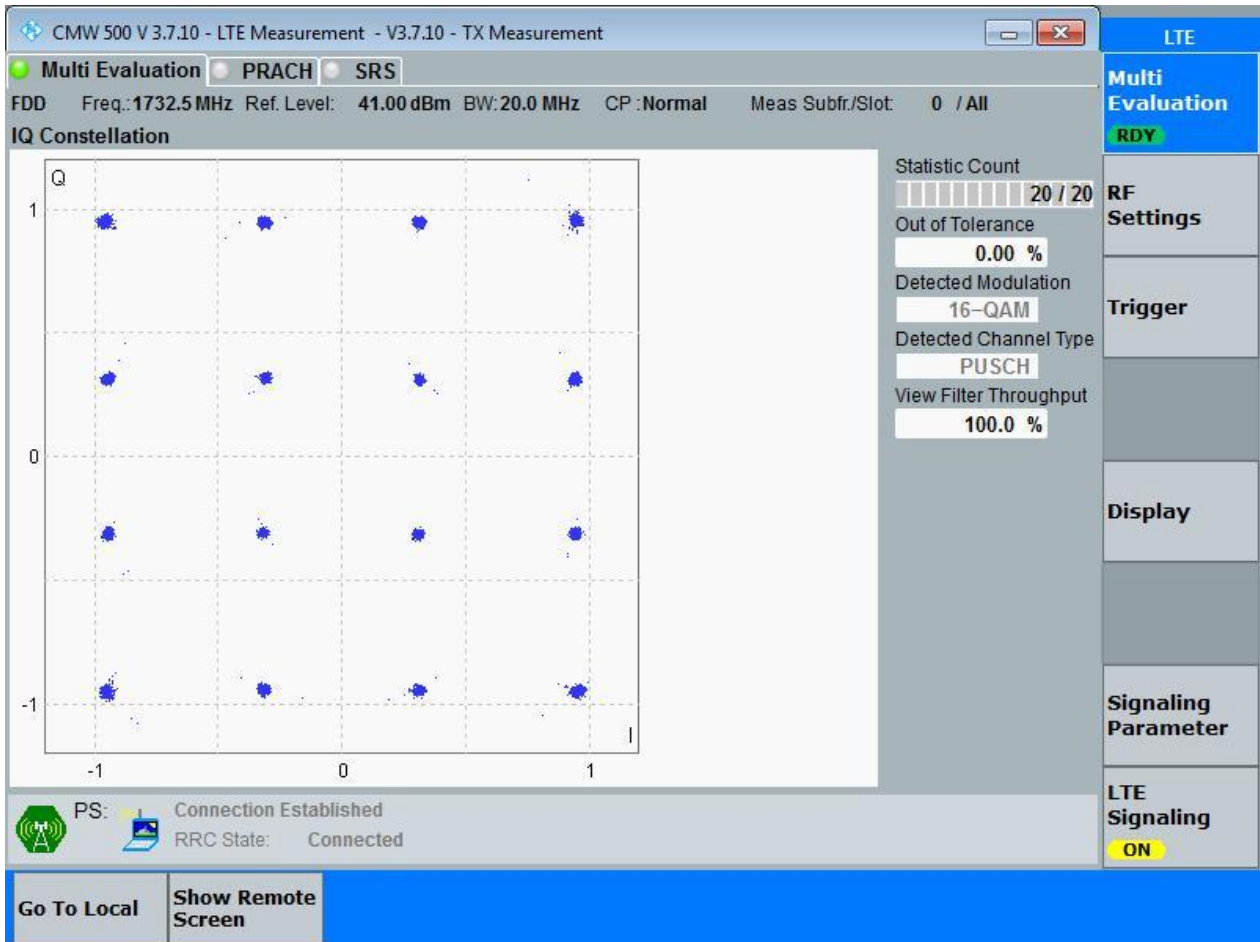 CMW 500 V 3.7.10 - LTE Measurement - V3.7.10 - TX Measurement
LTE
Multi Evaluation PRACH SRS
FDD Freq.: 1732.5 MHz Ref. Level: 41.00 dBm BW: 20.0 MHz CP : Normal Meas Subfr./Slot: 0 / All
IQ Constellation
Q
1
0
-1
I
-1 0 1
Statistic Count
20 / 20
Out of Tolerance
0.00 %
Detected Modulation
16-QAM
Detected Channel Type
PUSCH
View Filter Throughput
100.0 %
Multi
Evaluation
RDY
RF
Settings
Trigger
Display
Signaling
Parameter
LTE
Signaling
ON
PS: Connection Established
RRC State: Connected
Go To Local
Show Remote
Screen